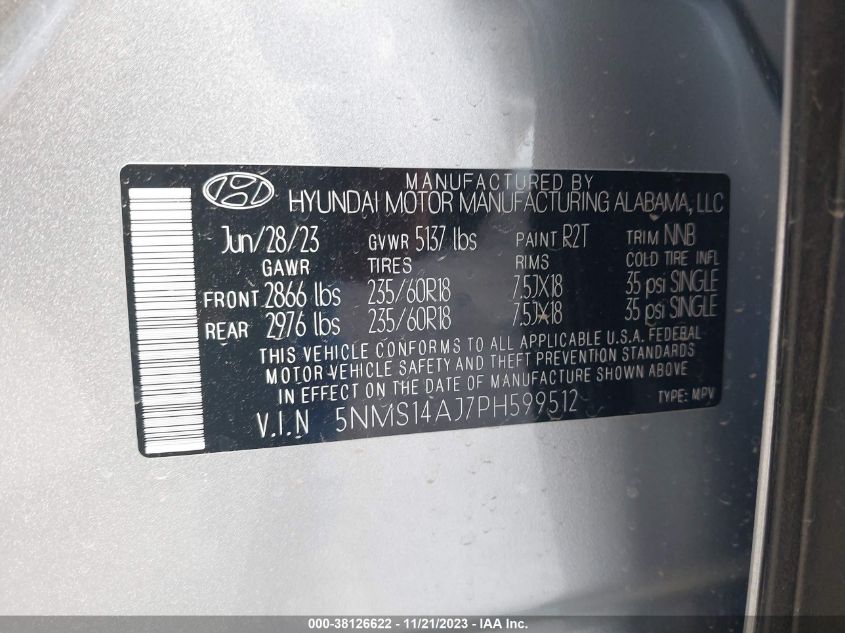 MANUFACTURED BY
HYUNDAI MOTOR MANUFACTURING ALABAMA, LLC
Jun/28/23 GVWR 5137 lbs PAINT R2T TRIM NNB
GAWR TIRES RIMS COLD TIRE INFL
FRONT 2866 lbs 235/60R18 7.5JX18 35 psi SINGLE
REAR 2976 lbs 235/60R18 7.5JX18 35 psi SINGLE
THIS VEHICLE CONFORMS TO ALL APPLICABLE U.S.A. FEDERAL
MOTOR VEHICLE SAFETY AND THEFT PREVENTION STANDARDS
IN EFFECT ON THE DATE OF MANUFACTURE SHOWN ABOVE
V.I.N 5NMS14AJ7PH599512 TYPE: MPV
000-38126622 - 11/21/2023 - IAA Inc.